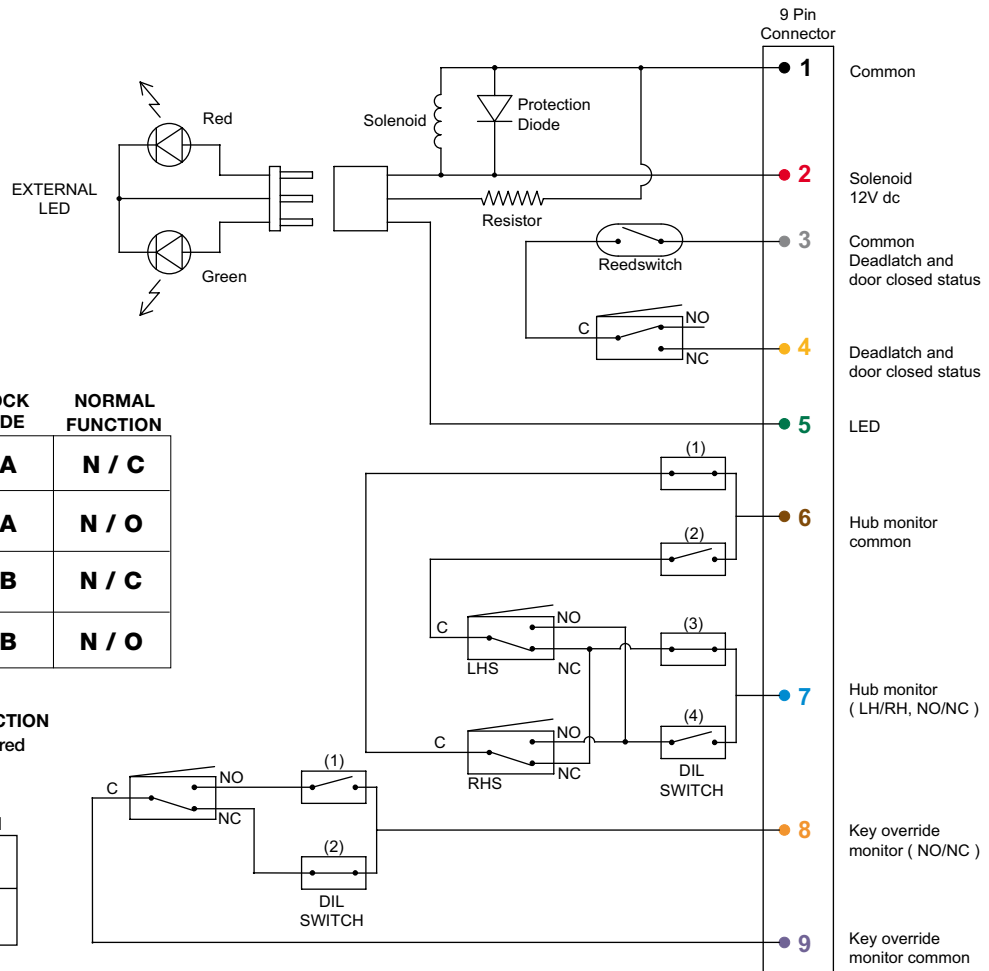 9 Pin
Connector
1
Common
Red
Solenoid
Protection
Diode
EXTERNAL
LED
2
Solenoid
12V dc
Resistor
Green
3
Common
Deadlatch and
door closed status
Reedswitch
C
NO
NC
4
Deadlatch and
door closed status
5
LED
NORMAL
FUNCTION
A
N / C
A
N / O
B
N / C
B
N / O
(1)
6
Hub monitor
common
(2)
C
NO
NC
LHS
(3)
7
Hub monitor
( LH/RH, NO/NC )
(4)
C
NO
NC
RHS
DIL
SWITCH
C
NO
NC
(1)
8
Key override
monitor ( NO/NC )
(2)
DIL
SWITCH
9
Key override
monitor common